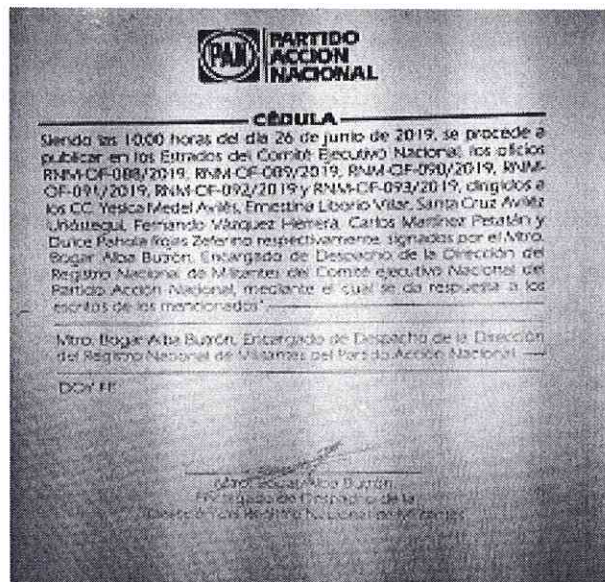 PAN
PARTIDO
ACCION
NACIONAL
CÉDULA
Siendo las 10:00 horas del día 26 de junio de 2019, se procede a
publicar en los Estrados del Comité Ejecutivo Nacional, los oficios
RNM-OF-088/2019, RNM-OF-089/2019, RNM-OF-090/2019, RNM-
OF-091/2019, RNM-OF-092/2019 y RNM-OF-093/2019, dirigidos a
los CC. Yesica Medel Avilés, Ernestina Liborio Vilar, Santa Cruz Avilez
Urióstegui, Fernando Vázquez Herrera, Carlos Martínez Peratán y
Dulce Pahola Rojas Zeferino respectivamente, signados por el Mtro.
Bogar Alba Butrón, Encargado de Despacho de la Dirección del
Registro Nacional de Militantes del Comité ejecutivo Nacional del
Partido Acción Nacional, mediante el cual se da respuesta a los
escritos de los mencionados".
Mtro. Bogar Alba Butrón, Encargado de Despacho de la Dirección
del Registro Nacional de Militantes del Partido Acción Nacional.
DOY FE
Mtro. Bogar Alba Butrón
Encargado de Despacho de la
Dirección del Registro Nacional de Militantes